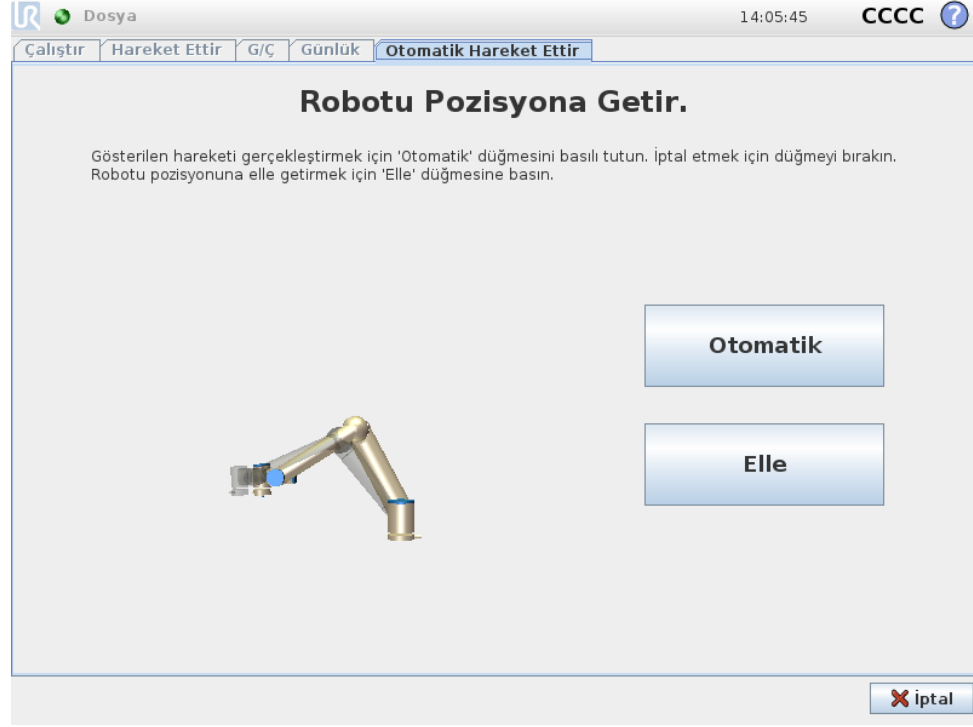 UR Dosya 14:05:45 CCCC ?
Çalıştır Hareket Ettir G/Ç Günlük Otomatik Hareket Ettir
Robotu Pozisyona Getir.
Gösterilen hareketi gerçekleştirmek için 'Otomatik' düğmesini basılı tutun. İptal etmek için düğmeyi bırakın.
Robotu pozisyonuna elle getirmek için 'Elle' düğmesine basın.
Otomatik
Elle
İptal